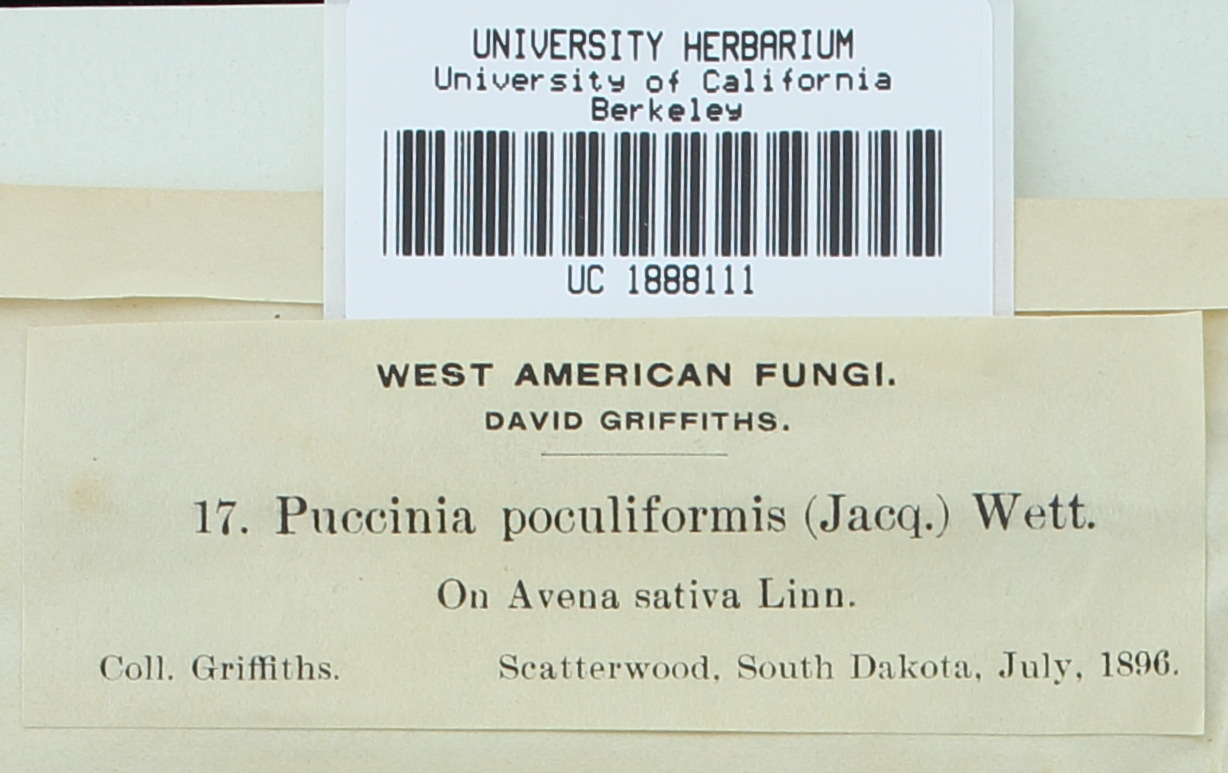 UNIVERSITY HERBARIUM
University of California
Berkeley
UC 1888111
WEST AMERICAN FUNGI.
DAVID GRIFFITHS.
17. Puccinia poculiformis (Jacq.) Wett.
On Avena sativa Linn.
Coll. Griffiths. Scatterwood, South Dakota, July, 1896.